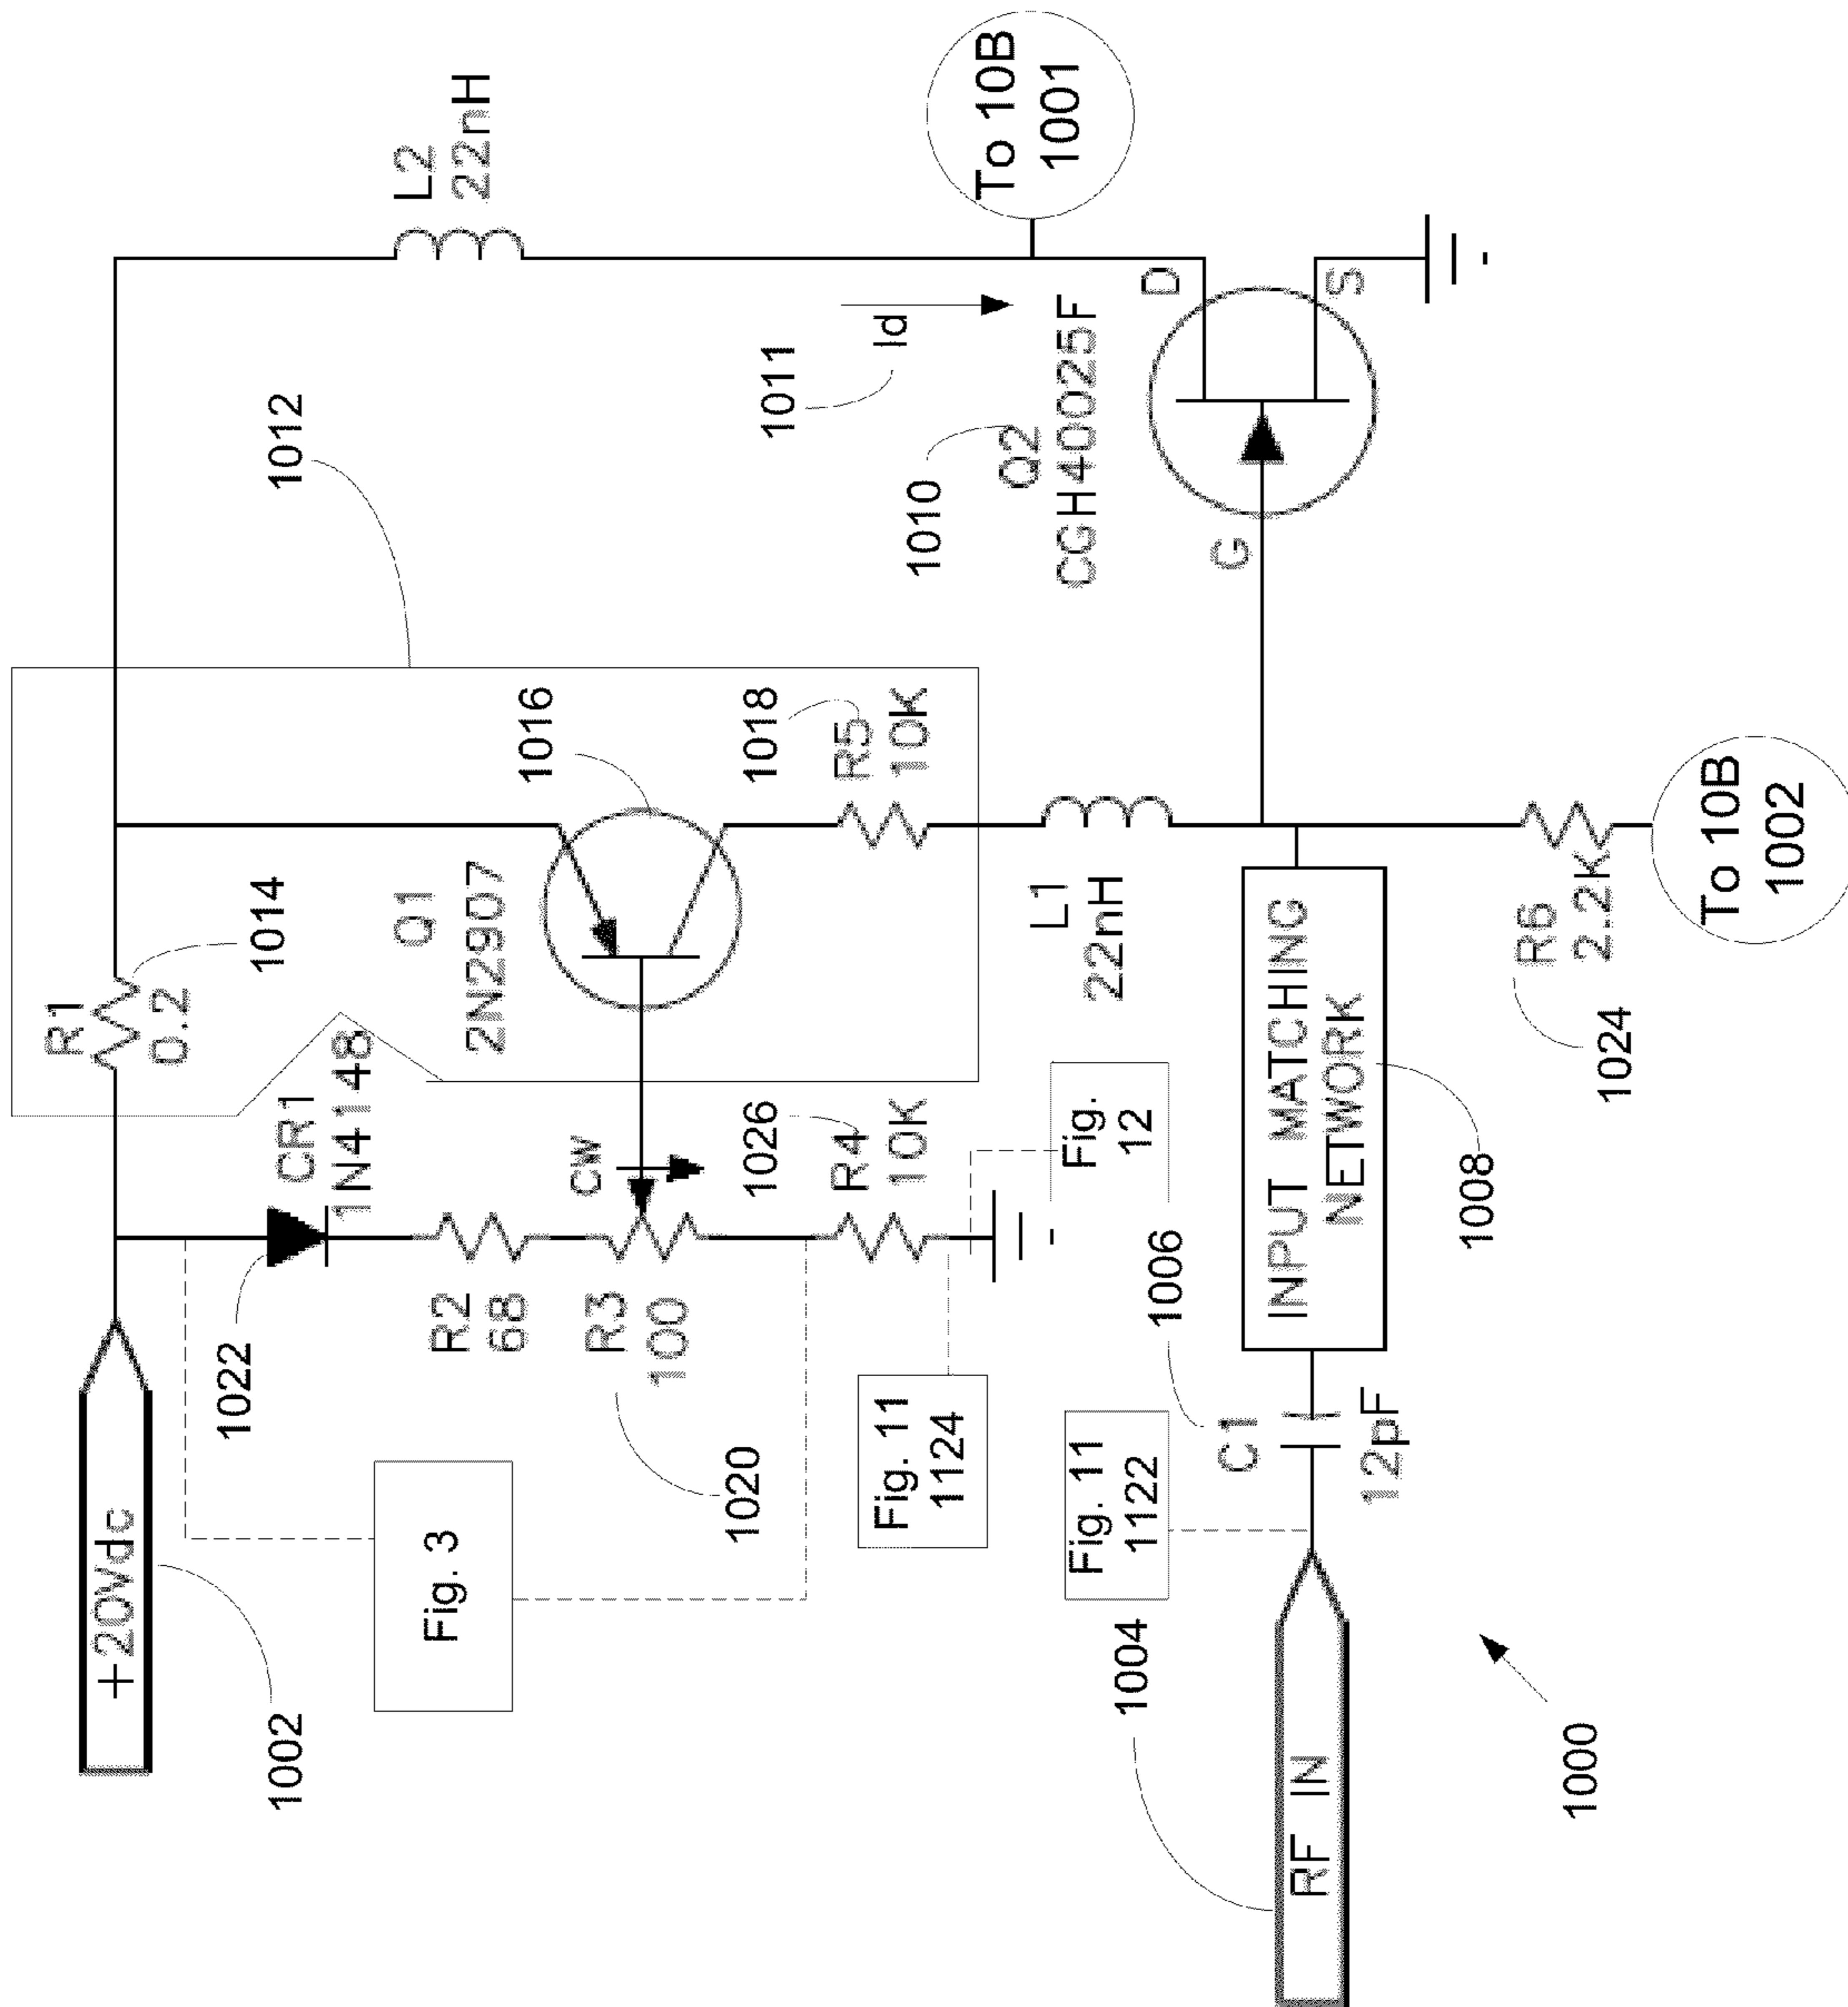 +20Vdc
1002
R1
0.2
1014
1012
L2
22nH
CR1
1N4148
1022
Q1
2N2907
1016
R2
68
R3
100
1020
CW
Fig. 3
1026
R4
10K
1018
R5
10K
1011
Id
1010
Q2
CGH40025F
To 10B
1001
D
S
G
Fig. 11
1124
Fig.
12
L1
22nH
1006
C1
12pF
Fig. 11
1122
1004
RF IN
INPUT MATCHING
NETWORK
1008
R6
2.2K
1024
To 10B
1002
1000